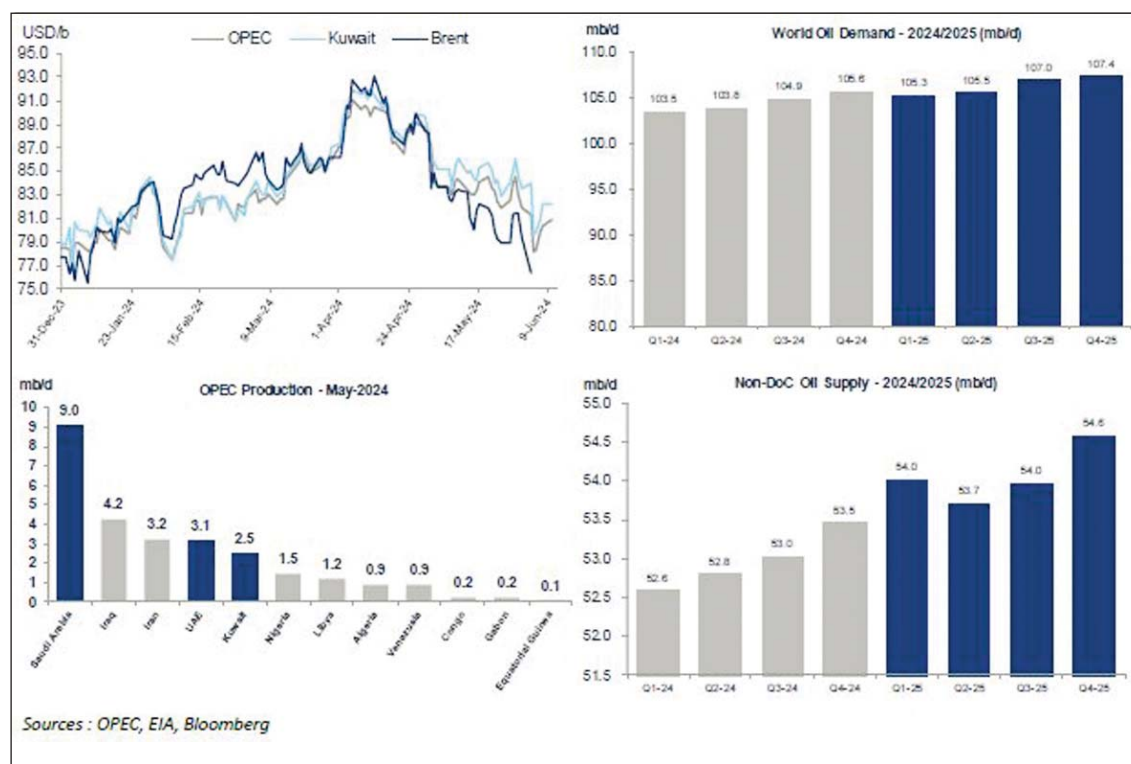 USD/b
OPEC Kuwait Brent
95.0
93.0
91.0
89.0
87.0
85.0
83.0
81.0
79.0
77.0
75.0
31-Dec-23
23-Jan-24
15-Feb-24
9-Mar-24
1-Apr-24
24-Apr-24
17-May-24
9-Jun-24
mb/d
World Oil Demand - 2024/2025 (mb/d)
110.0
105.0
100.0
95.0
90.0
85.0
80.0
103.5
103.8
104.9
105.6
105.3
105.5
107.0
107.4
Q1-24
Q2-24
Q3-24
Q4-24
Q1-25
Q2-25
Q3-25
Q4-25
mb/d
OPEC Production - May-2024
10
9
8
7
6
5
4
3
2
1
0
9.0
4.2
3.2
3.1
2.5
1.5
1.2
0.9
0.9
0.2
0.2
0.1
Saudi Arabia
Iraq
Iran
UAE
Kuwait
Nigeria
Libya
Algeria
Venezuela
Congo
Gabon
Equatorial Guinea
mb/d
Non-DoC Oil Supply - 2024/2025 (mb/d)
55.0
54.5
54.0
53.5
53.0
52.5
52.0
51.5
52.6
52.8
53.0
53.5
54.0
53.7
54.0
54.6
Q1-24
Q2-24
Q3-24
Q4-24
Q1-25
Q2-25
Q3-25
Q4-25
Sources : OPEC, EIA, Bloomberg